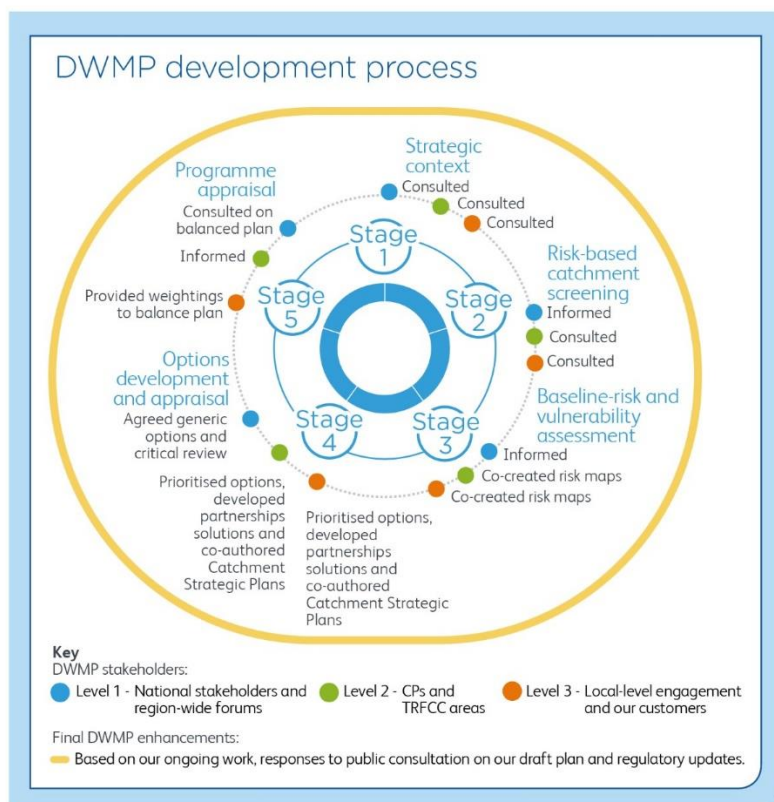 DWMP development process
Strategic
context
Consulted
Consulted
Consulted
Programme
appraisal
Consulted on
balanced plan
Informed
Provided weightings
to balance plan
Stage
1
Stage
2
Stage
3
Stage
4
Stage
5
Risk-based
catchment
screening
Informed
Consulted
Consulted
Baseline-risk and
vulnerability
assessment
Informed
Co-created risk maps
Co-created risk maps
Options
development
and appraisal
Agreed generic
options and
critical review
Prioritised options,
developed
partnerships
solutions and
co-authored
Catchment
Strategic Plans
Prioritised options,
developed
partnerships
solutions and
co-authored
Catchment Strategic
Plans
Key
DWMP stakeholders:
Level 1 - National stakeholders and
region-wide forums
Level 2 - CPs and
TRFCC areas
Level 3 - Local-level engagement
and our customers
Final DWMP enhancements:
Based on our ongoing work, responses to public consultation on our draft plan and regulatory updates.